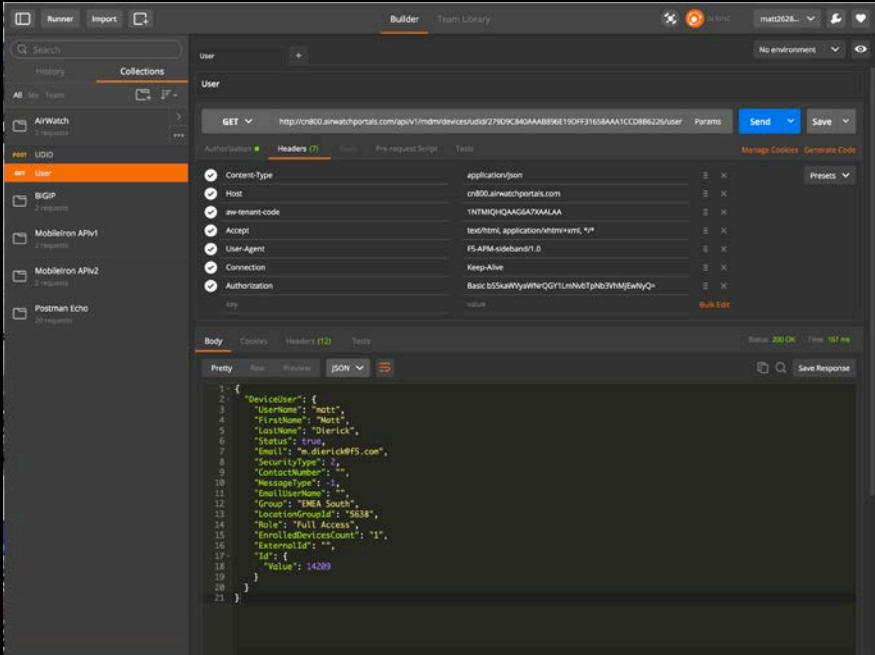 Runner Import Builder Team Library matt2628...
Search
History Collections
All Me Team
AirWatch
2 requests
POST UDID
GET User
BIGIP
2 requests
MobileIron APIv1
2 requests
MobileIron APIv2
2 requests
Postman Echo
20 requests
User + No environment
User
GET http://cn800.airwatchportals.com/api/v1/mdm/devices/udid/279D9C840AAAB896E19DFF31658AAA1CCD8B6226/user Params Send Save
Authorization Headers (7) Body Pre-request Script Tests Manage Cookies Generate Code
Content-Type application/json Presets
Host cn800.airwatchportals.com
aw-tenant-code 1NTMIQHQAAG6A7XAALAA
Accept text/html, application/xhtml+xml, */*
User-Agent F5-APM-sideband/1.0
Connection Keep-Alive
Authorization Basic
key value Bulk Edit
Body Cookies Headers (12) Tests Status: 200 OK Time: 167 ms
Pretty Raw Preview JSON Save Response
1 {
2 "DeviceUser": {
3 "UserName": "matt",
4 "FirstName": "Matt",
5 "LastName": "Dierick",
6 "Status": true,
7 "Email": "m.dierick@f5.com",
8 "SecurityType": 2,
9 "ContactNumber": "",
10 "MessageType": -1,
11 "EmailUserName": "",
12 "Group": "EMEA South",
13 "LocationGroupId": "5638",
14 "Role": "Full Access",
15 "EnrolledDevicesCount": "1",
16 "ExternalId": "",
17 "Id": {
18 "Value": 14209
19 }
20 }
21 }